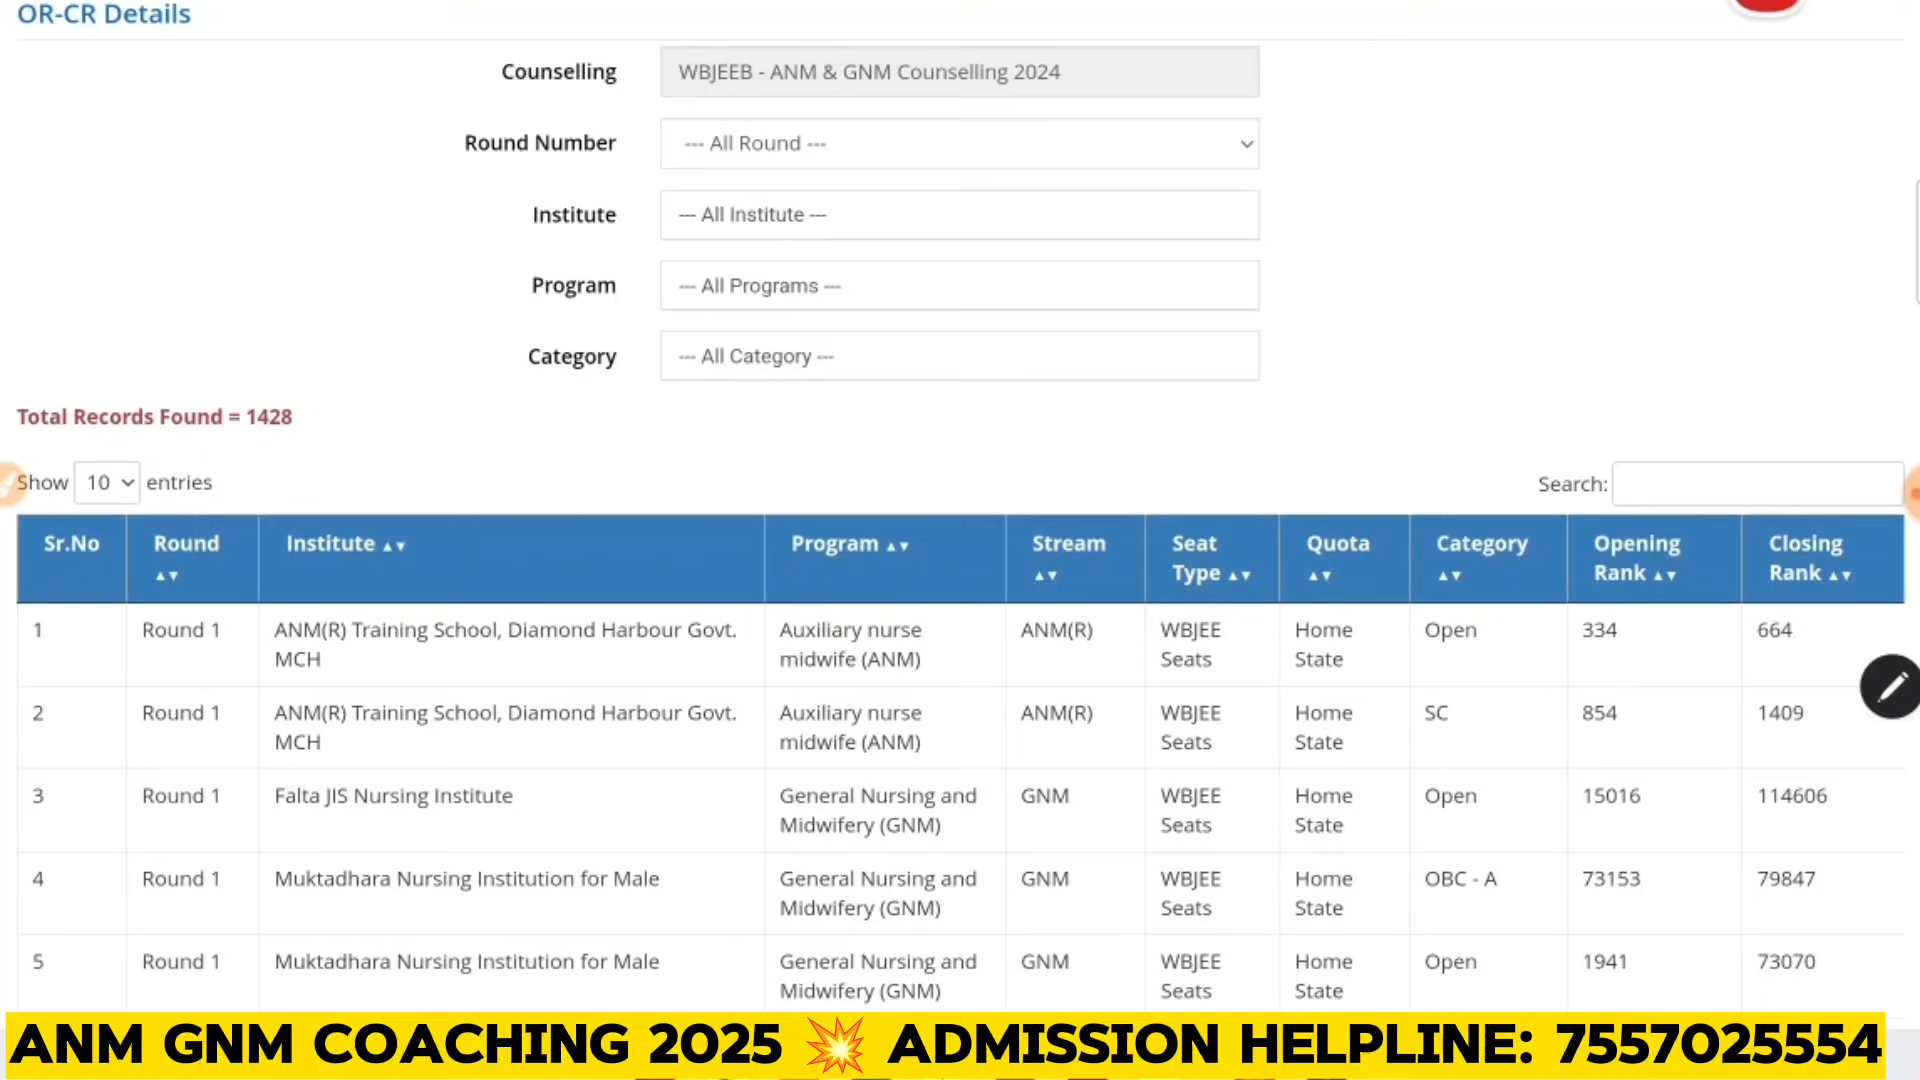 OR-CR Details
Counselling WBJEEB - ANM & GNM Counselling 2024
Round Number --- All Round ---
Institute --- All Institute ---
Program --- All Programs ---
Category --- All Category ---
Total Records Found = 1428
Show 10 entries Search:
Sr.No Round Institute Program Stream Seat Type Quota Category Opening Rank Closing Rank
1 Round 1 ANM(R) Training School, Diamond Harbour Govt. MCH Auxiliary nurse midwife (ANM) ANM(R) WBJEE Seats Home State Open 334 664
2 Round 1 ANM(R) Training School, Diamond Harbour Govt. MCH Auxiliary nurse midwife (ANM) ANM(R) WBJEE Seats Home State SC 854 1409
3 Round 1 Falta JIS Nursing Institute General Nursing and Midwifery (GNM) GNM WBJEE Seats Home State Open 15016 114606
4 Round 1 Muktadhara Nursing Institution for Male General Nursing and Midwifery (GNM) GNM WBJEE Seats Home State OBC - A 73153 79847
5 Round 1 Muktadhara Nursing Institution for Male General Nursing and Midwifery (GNM) GNM WBJEE Seats Home State Open 1941 73070
ANM GNM COACHING 2025 💥 ADMISSION HELPLINE: 7557025554